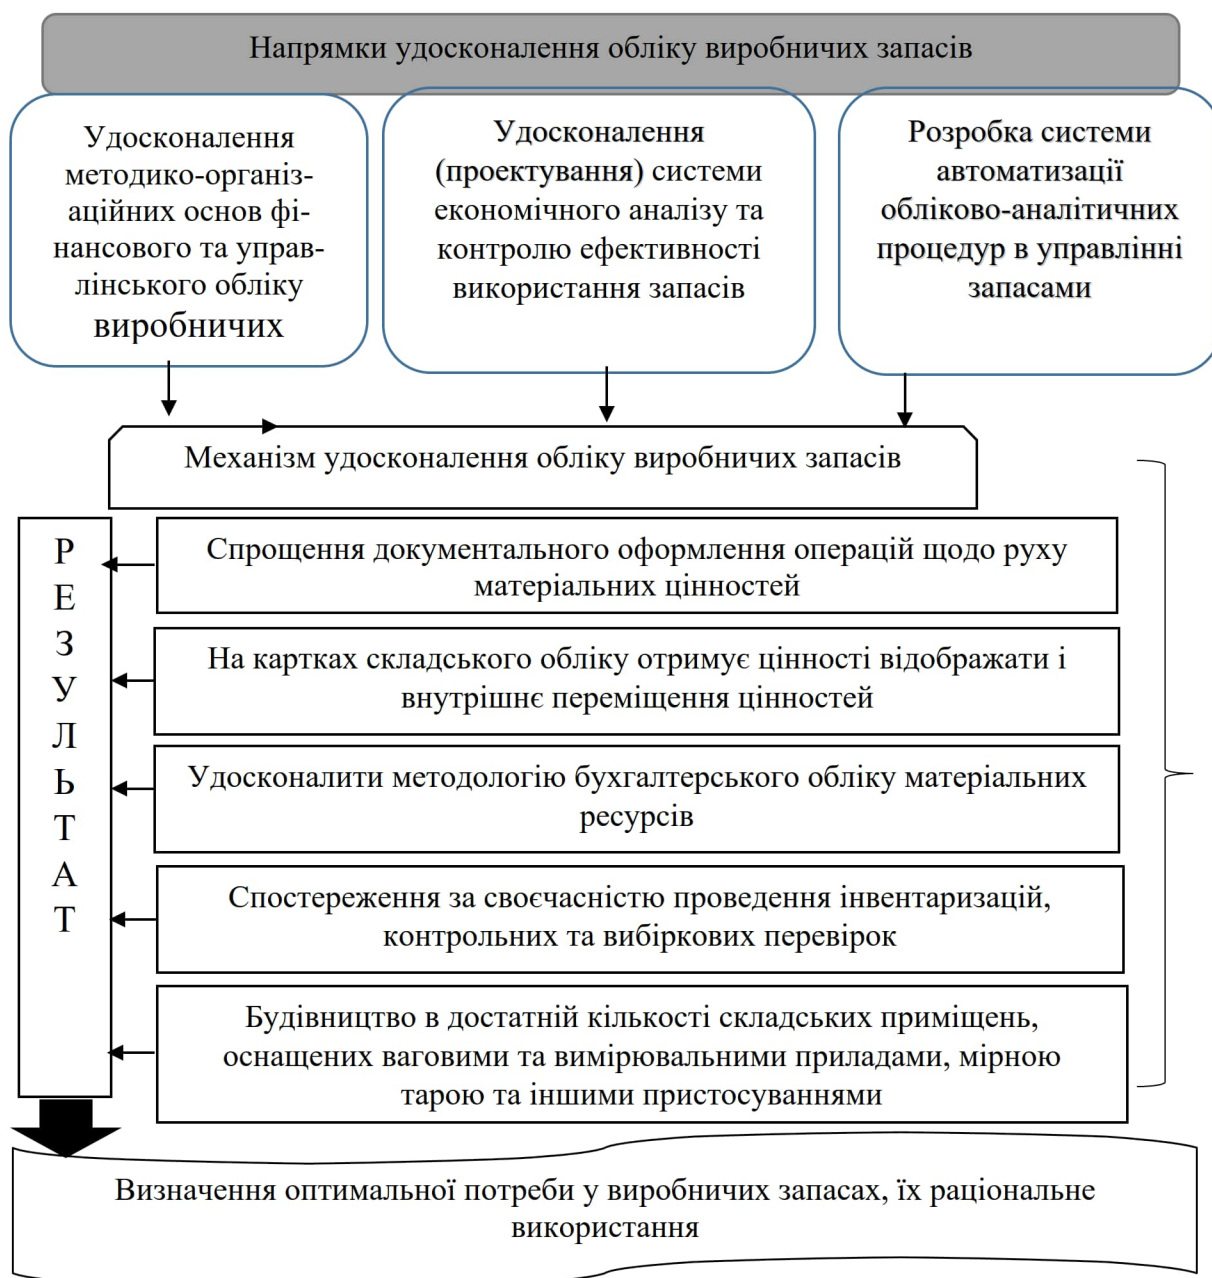 Напрямки удосконалення обліку виробничих запасів
Удосконалення
методико-організ-
аційних основ фі-
нансового та управ-
лінського обліку
виробничих
Удосконалення
(проектування) системи
економічного аналізу та
контролю ефективності
використання запасів
Розробка системи
автоматизації
обліково-аналітичних
процедур в управлінні
запасами
Механізм удосконалення обліку виробничих запасів
Р
Е
З
У
Л
Ь
Т
А
Т
Спрощення документального оформлення операцій щодо руху
матеріальних цінностей
На картках складського обліку отримує цінності відображати і
внутрішнє переміщення цінностей
Удосконалити методологію бухгалтерського обліку матеріальних
ресурсів
Спостереження за своєчасністю проведення інвентаризацій,
контрольних та вибіркових перевірок
Будівництво в достатній кількості складських приміщень,
оснащених ваговими та вимірювальними приладами, мірною
тарою та іншими пристосуваннями
Визначення оптимальної потреби у виробничих запасах, їх раціональне
використання